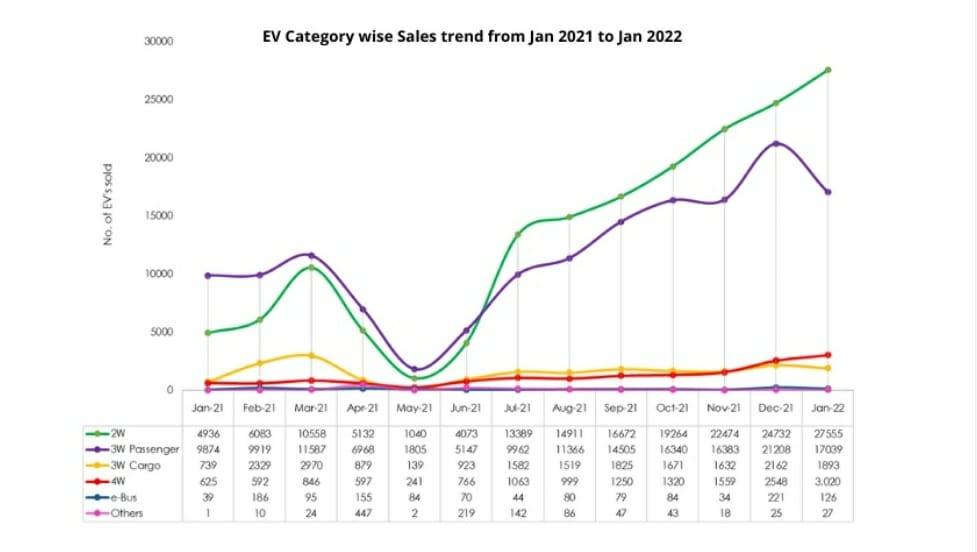 EV Category wise Sales trend from Jan 2021 to Jan 2022
30000
25000
20000
15000
10000
5000
0
No. of EV's sold
Jan-21 Feb-21 Mar-21 Apr-21 May-21 Jun-21 Jul-21 Aug-21 Sep-21 Oct-21 Nov-21 Dec-21 Jan-22
2W 4936 6083 10558 5132 1040 4073 13389 14911 16672 19264 22474 24732 27555
3W Passenger 9874 9919 11587 6968 1805 5147 9962 11366 14505 16340 16383 21208 17039
3W Cargo 739 2329 2970 879 139 923 1582 1519 1825 1671 1632 2162 1893
4W 625 592 846 597 241 766 1063 999 1250 1320 1559 2548 3,020
e-Bus 39 186 95 155 84 70 44 80 79 84 34 221 126
Others 1 10 24 447 2 219 142 86 47 43 18 25 27